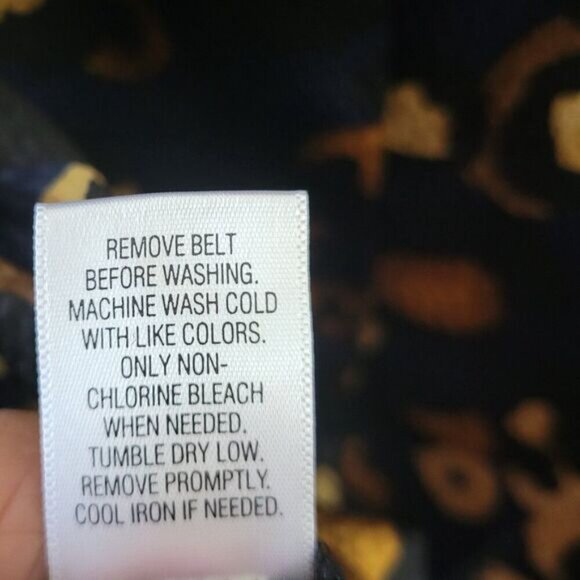 REMOVE BELT
BEFORE WASHING.
MACHINE WASH COLD
WITH LIKE COLORS.
ONLY NON-
CHLORINE BLEACH
WHEN NEEDED.
TUMBLE DRY LOW.
REMOVE PROMPTLY.
COOL IRON IF NEEDED.